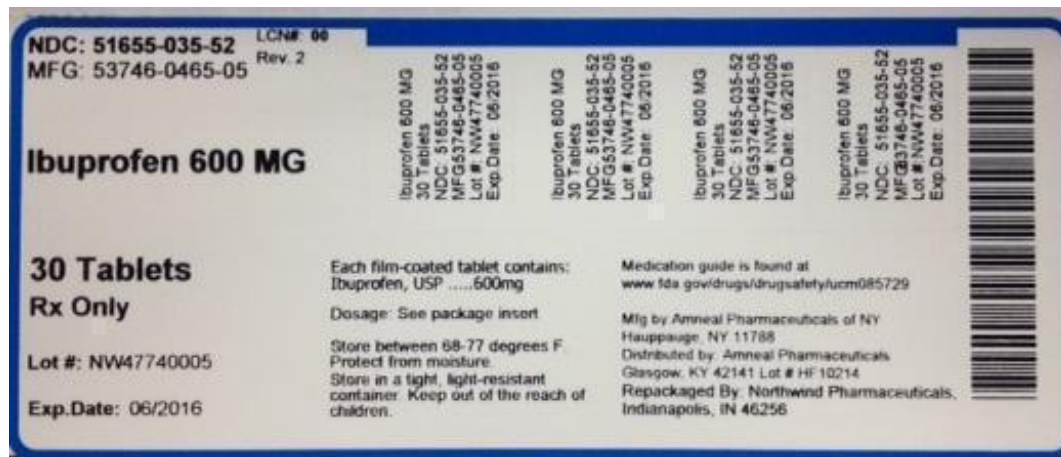 NDC: 51655-035-52
LCN#: 00
MFG: 53746-0465-05
Rev. 2
Ibuprofen 600 MG
30 Tablets
Rx Only
Lot #: NW47740005
Exp.Date: 06/2016
Ibuprofen 600 MG
30 Tablets
NDC: 51655-035-52
MFG53746-0465-05
Lot #: NW47740005
Exp.Date: 06/2016
Ibuprofen 600 MG
30 Tablets
NDC: 51655-035-52
MFG53746-0465-05
Lot #: NW47740005
Exp.Date: 06/2016
Ibuprofen 600 MG
30 Tablets
NDC: 51655-035-52
MFG53746-0465-05
Lot #: NW47740005
Exp.Date: 06/2016
Ibuprofen 600 MG
30 Tablets
NDC: 51655-035-52
MFG53746-0465-05
Lot #:NW47740005
Exp.Date: 06/2016
Each film-coated tablet contains:
Ibuprofen, USP .....600mg
Dosage: See package insert
Store between 68-77 degrees F.
Protect from moisture.
Store in a tight, light-resistant
container. Keep out of the reach of
children.
Medication guide is found at
www.fda.gov/drugs/drugsafety/ucm085729
Mfg by Amneal Pharmaceuticals of NY
Hauppauge, NY 11788
Distributed by: Amneal Pharmaceuticals
Glasgow, KY 42141 Lot # HF10214
Repackaged By: Northwind Pharmaceuticals,
Indianapolis, IN 46256